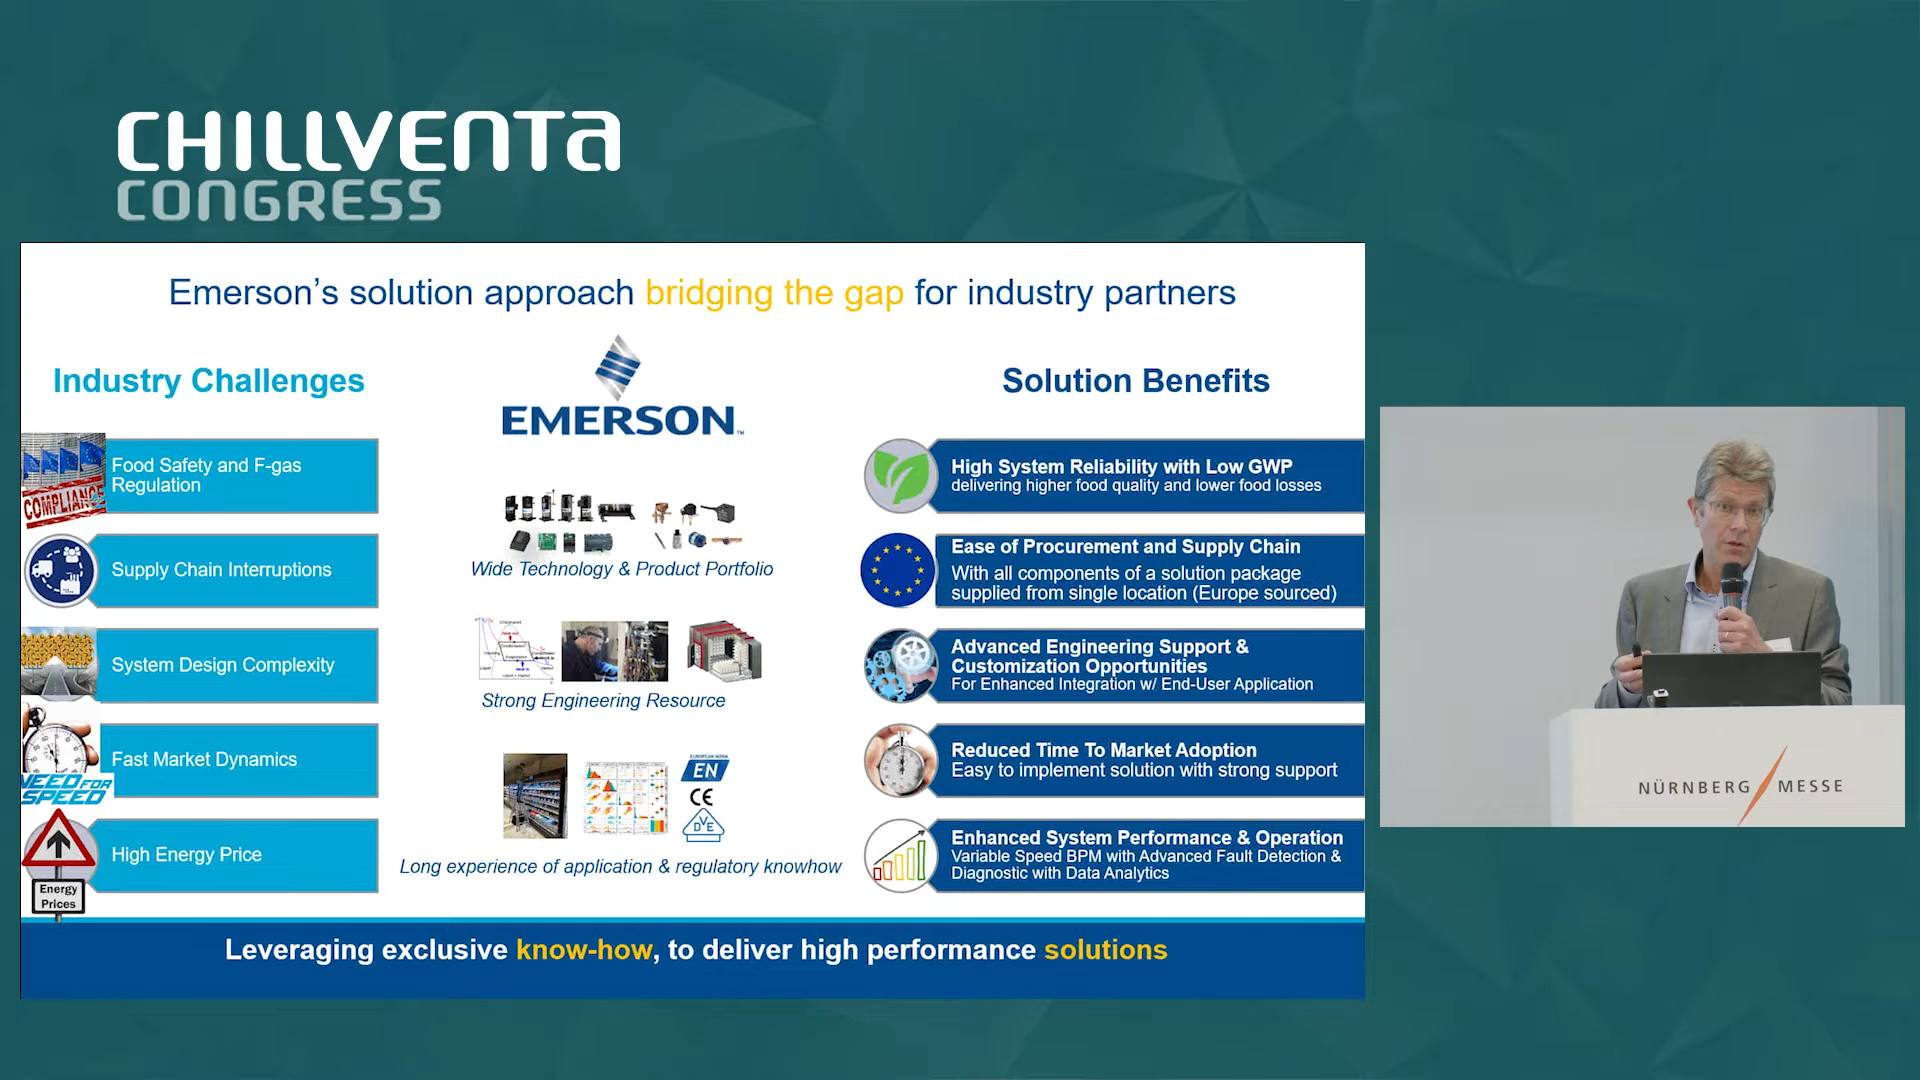 CHILLVENTA
CONGRESS
Emerson's solution approach bridging the gap for industry partners
Industry Challenges
COMPLIANCE
Food Safety and F-gas
Regulation
Supply Chain Interruptions
System Design Complexity
NEED FOR
SPEED
Fast Market Dynamics
High Energy Price
Energy
Prices
EMERSON™
Wide Technology & Product Portfolio
Strong Engineering Resource
EUROPEAN NORM
EN
CE
DVE
Long experience of application & regulatory knowhow
Solution Benefits
High System Reliability with Low GWP
delivering higher food quality and lower food losses
Ease of Procurement and Supply Chain
With all components of a solution package
supplied from single location (Europe sourced)
Advanced Engineering Support &
Customization Opportunities
For Enhanced Integration w/ End-User Application
Reduced Time To Market Adoption
Easy to implement solution with strong support
Enhanced System Performance & Operation
Variable Speed BPM with Advanced Fault Detection &
Diagnostic with Data Analytics
Leveraging exclusive know-how, to deliver high performance solutions
NÜRNBERG MESSE